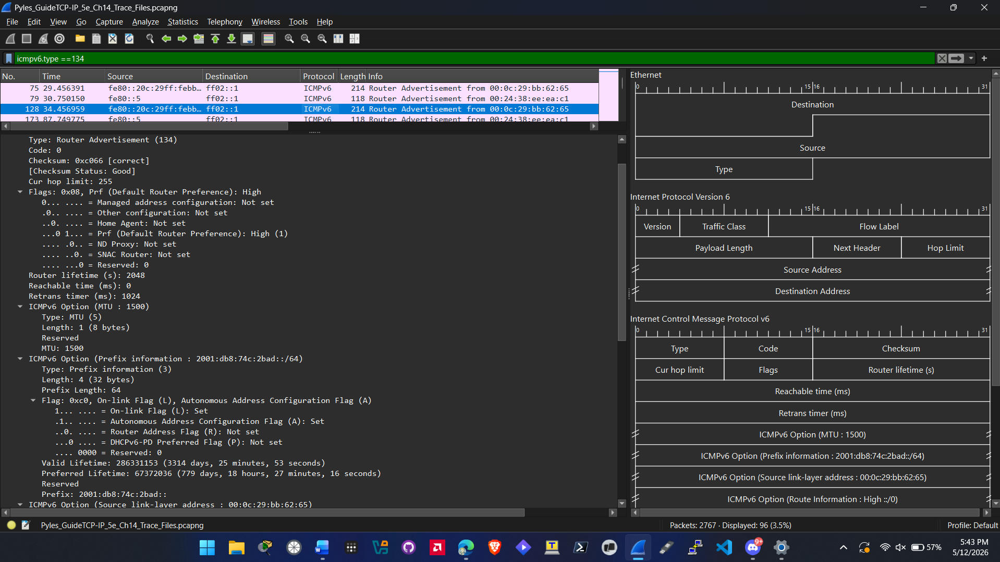 Pyles_GuideTCP-IP_5e_Ch14_Trace_Files.pcapng
File Edit View Go Capture Analyze Statistics Telephony Wireless Tools Help
icmpv6.type ==134
No. Time Source Destination Protocol Length Info
75 29.456391 fe80::20c:29ff:febb… ff02::1 ICMPv6 214 Router Advertisement from 00:0c:29:bb:62:65
79 30.750150 fe80::5 ff02::1 ICMPv6 118 Router Advertisement from 00:24:38:ee:ea:c1
128 34.456959 fe80::20c:29ff:febb… ff02::1 ICMPv6 214 Router Advertisement from 00:0c:29:bb:62:65
173 87.749775 fe80::5 ff02::1 ICMPv6 118 Router Advertisement from 00:24:38:ee:ea:c1
Type: Router Advertisement (134)
Code: 0
Checksum: 0xc066 [correct]
[Checksum Status: Good]
Cur hop limit: 255
Flags: 0x08, Prf (Default Router Preference): High
0... .... = Managed address configuration: Not set
.0.. .... = Other configuration: Not set
..0. .... = Home Agent: Not set
...0 1... = Prf (Default Router Preference): High (1)
.... .0.. = ND Proxy: Not set
.... ..0. = SNAC Router: Not set
.... ...0 = Reserved: 0
Router lifetime (s): 2048
Reachable time (ms): 0
Retrans timer (ms): 1024
ICMPv6 Option (MTU : 1500)
Type: MTU (5)
Length: 1 (8 bytes)
Reserved
MTU: 1500
ICMPv6 Option (Prefix information : 2001:db8:74c:2bad::/64)
Type: Prefix information (3)
Length: 4 (32 bytes)
Prefix Length: 64
Flag: 0xc0, On-link Flag (L), Autonomous Address Configuration Flag (A)
1... .... = On-link Flag (L): Set
.1.. .... = Autonomous Address Configuration Flag (A): Set
..0. .... = Router Address Flag (R): Not set
...0 .... = DHCPv6-PD Preferred Flag (P): Not set
.... 0000 = Reserved: 0
Valid Lifetime: 286331153 (3314 days, 25 minutes, 53 seconds)
Preferred Lifetime: 67372036 (779 days, 18 hours, 27 minutes, 16 seconds)
Reserved
Prefix: 2001:db8:74c:2bad::
ICMPv6 Option (Source link-layer address : 00:0c:29:bb:62:65)
Ethernet
0 15 16 31
Destination
Source
Type
Internet Protocol Version 6
0 15 16 31
Version Traffic Class Flow Label
Payload Length Next Header Hop Limit
Source Address
Destination Address
Internet Control Message Protocol v6
0 15 16 31
Type Code Checksum
Cur hop limit Flags Router lifetime (s)
Reachable time (ms)
Retrans timer (ms)
ICMPv6 Option (MTU : 1500)
ICMPv6 Option (Prefix information : 2001:db8:74c:2bad::/64)
ICMPv6 Option (Source link-layer address : 00:0c:29:bb:62:65)
ICMPv6 Option (Route Information : High ::/0)
Pyles_GuideTCP-IP_5e_Ch14_Trace_Files.pcapng
Packets: 2767 · Displayed: 96 (3.5%)
Profile: Default
9+
57%
5:43 PM
5/12/2026